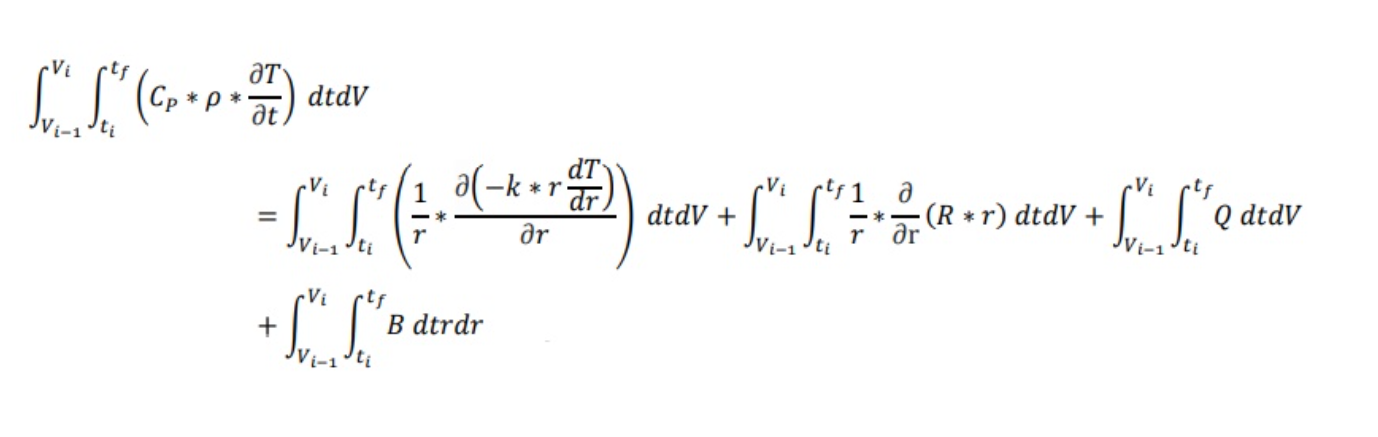 ∫_{V_{i−1}}^{V_i} ∫_{t_i}^{t_f} (C_P * ρ * ∂T/∂t) dtdV
= ∫_{V_{i−1}}^{V_i} ∫_{t_i}^{t_f} (1/r * ∂(−k * r dT/dr)/∂r) dtdV + ∫_{V_{i−1}}^{V_i} ∫_{t_i}^{t_f} 1/r * ∂/∂r (R * r) dtdV + ∫_{V_{i−1}}^{V_i} ∫_{t_i}^{t_f} Q dtdV
+ ∫_{V_{i−1}}^{V_i} ∫_{t_i}^{t_f} B dtrdr